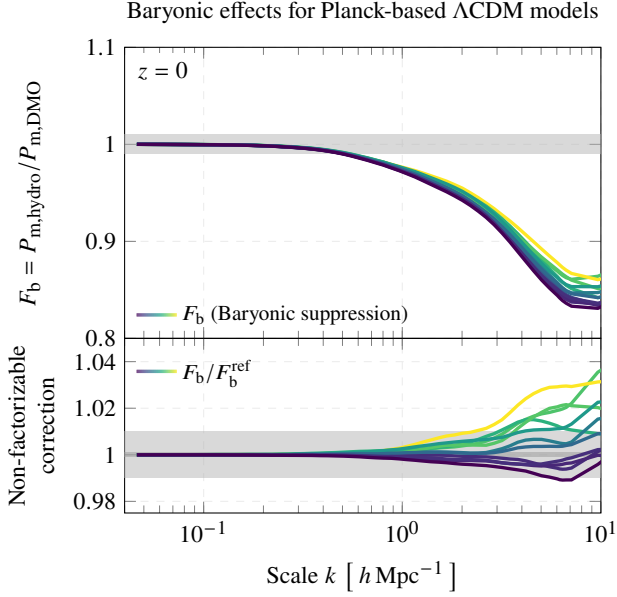 Baryonic effects for Planck-based ΛCDM models
z = 0
F_b = P_{m,hydro}/P_{m,DMO}
1.1
1
0.9
0.8
F_b (Baryonic suppression)
Non-factorizable
correction
1.04
1.02
1
0.98
F_b/F_b^{ref}
10^{-1} 10^0 10^1
Scale k [ h Mpc^{-1} ]